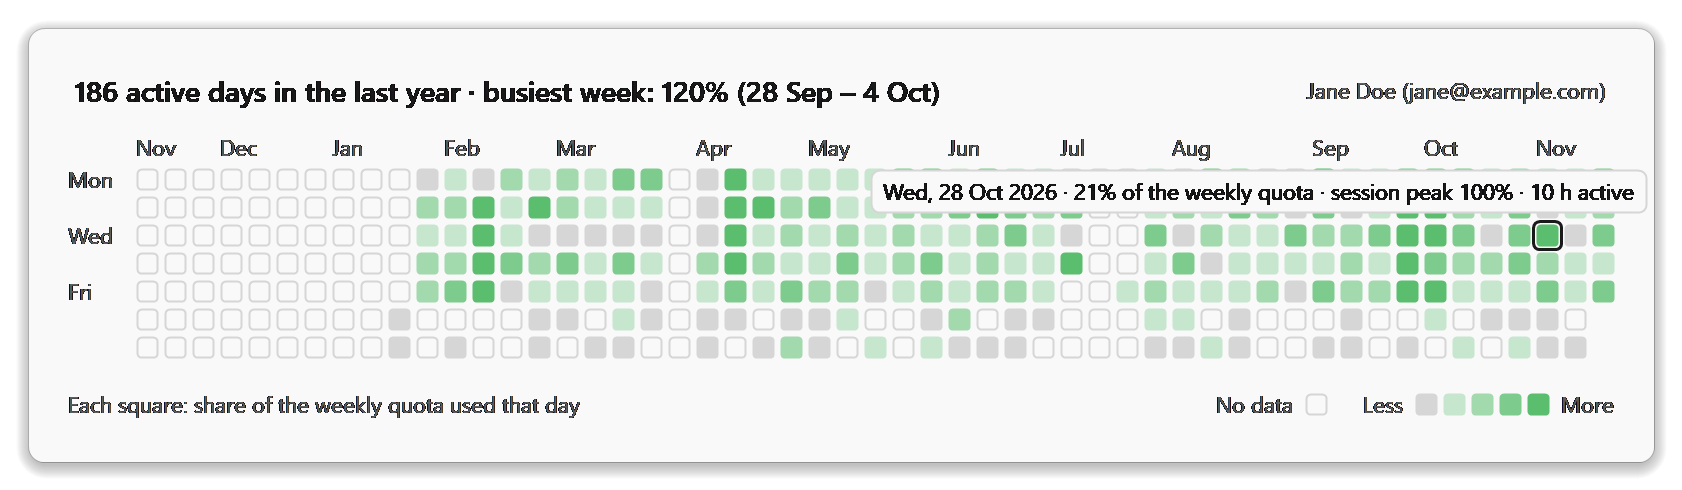 186 active days in the last year · busiest week: 120% (28 Sep – 4 Oct)
Jane Doe (jane@example.com)
Nov Dec Jan Feb Mar Apr May Jun Jul Aug Sep Oct Nov
Mon
Wed, 28 Oct 2026 · 21% of the weekly quota · session peak 100% · 10 h active
Wed
Fri
Each square: share of the weekly quota used that day
No data Less More